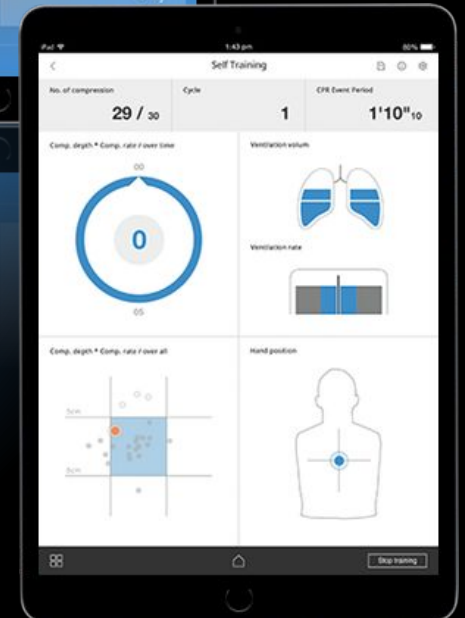 iPad 1:43 pm 80%
Self Training
No. of compression Cycle CPR Event Period
29 / 30 1 1'10"10
Comp. depth * Comp. rate / over time Ventilation volum
00
0
05
Ventilation rate
Comp. depth * Comp. rate / over all Hand position
5cm
6cm
Stop training